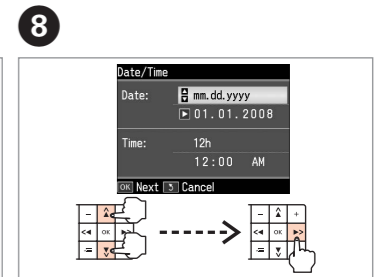 8
Date/Time
Date: mm.dd.yyyy
01.01.2008
Time: 12h
12:00 AM
OK Next Cancel
- +
OK
- +
OK